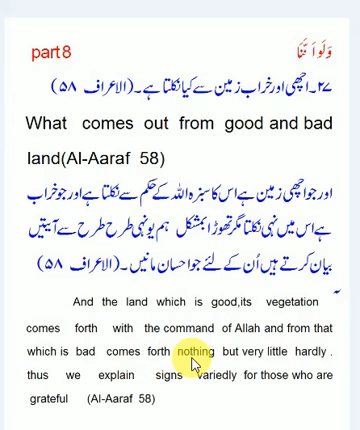 part 8 وَلَوْ اَنَّنَا
۲۷۔ اچھی اور خراب زمین سے کیا نکلتا ہے۔ (الاعراف ۵۸)
What comes out from good and bad
land(Al-Aaraf 58)
اور جو اچھی زمین ہے اس کا سبزہ اللہ کے حکم سے نکلتا ہے اور جو خراب
ہے اس میں نہی نکلتا مگر تھوڑا بمشکل ہم یونہی طرح طرح سے آیتیں
بیان کرتے ہیں اُن کے لئے جو احسان مانیں۔ (الاعراف ۵۸)
And the land which is good,its vegetation
comes forth with the command of Allah and from that
which is bad comes forth nothing but very little hardly .
thus we explain signs variedly for those who are
grateful (Al-Aaraf 58)